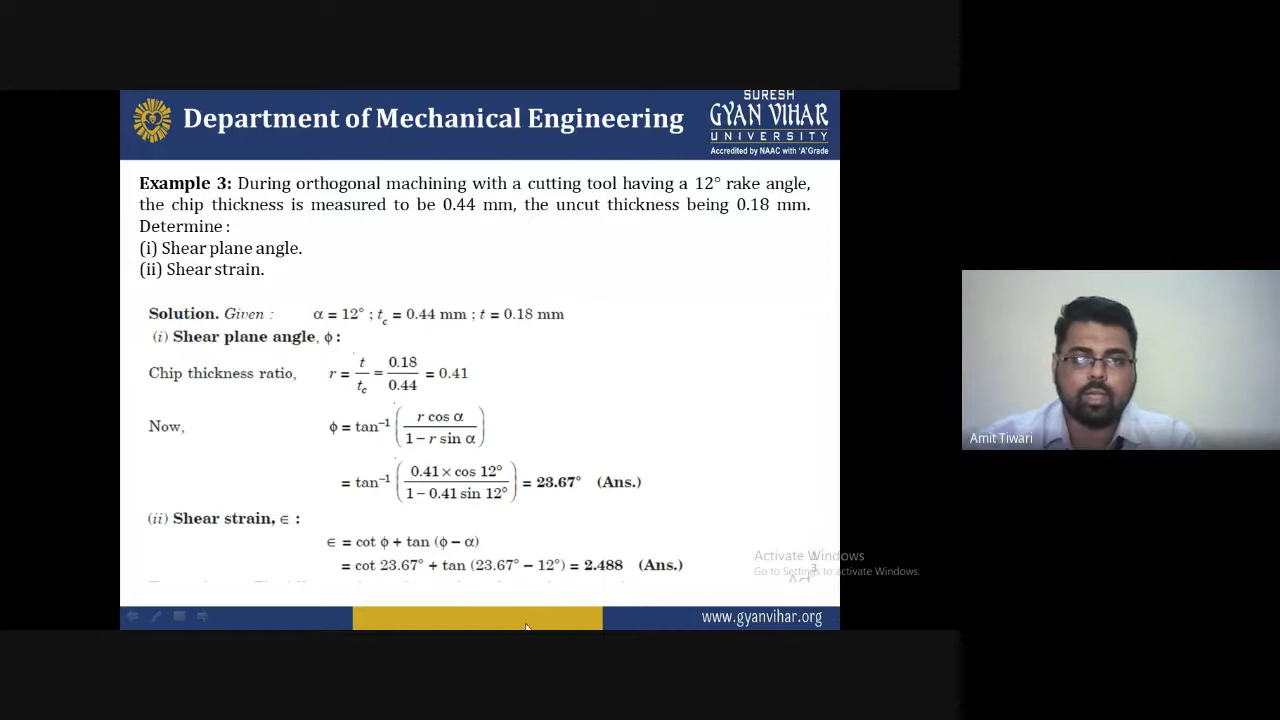 Department of Mechanical Engineering
SURESH
GYAN VIHAR
UNIVERSITY
Accredited by NAAC with 'A' Grade
Example 3: During orthogonal machining with a cutting tool having a 12° rake angle,
the chip thickness is measured to be 0.44 mm, the uncut thickness being 0.18 mm.
Determine :
(i) Shear plane angle.
(ii) Shear strain.
Solution. Given : α = 12° ; tc = 0.44 mm ; t = 0.18 mm
(i) Shear plane angle, ϕ :
Chip thickness ratio, r = t/tc = 0.18/0.44 = 0.41
Now, ϕ = tan⁻¹ (r cos α / 1 – r sin α)
= tan⁻¹ (0.41 × cos 12° / 1 – 0.41 sin 12°) = 23.67° (Ans.)
(ii) Shear strain, ∈ :
∈ = cot ϕ + tan (ϕ – α)
= cot 23.67° + tan (23.67° – 12°) = 2.488 (Ans.)
Activate Windows
Go to Settings to activate Windows.
www.gyanvihar.org
Amit Tiwari